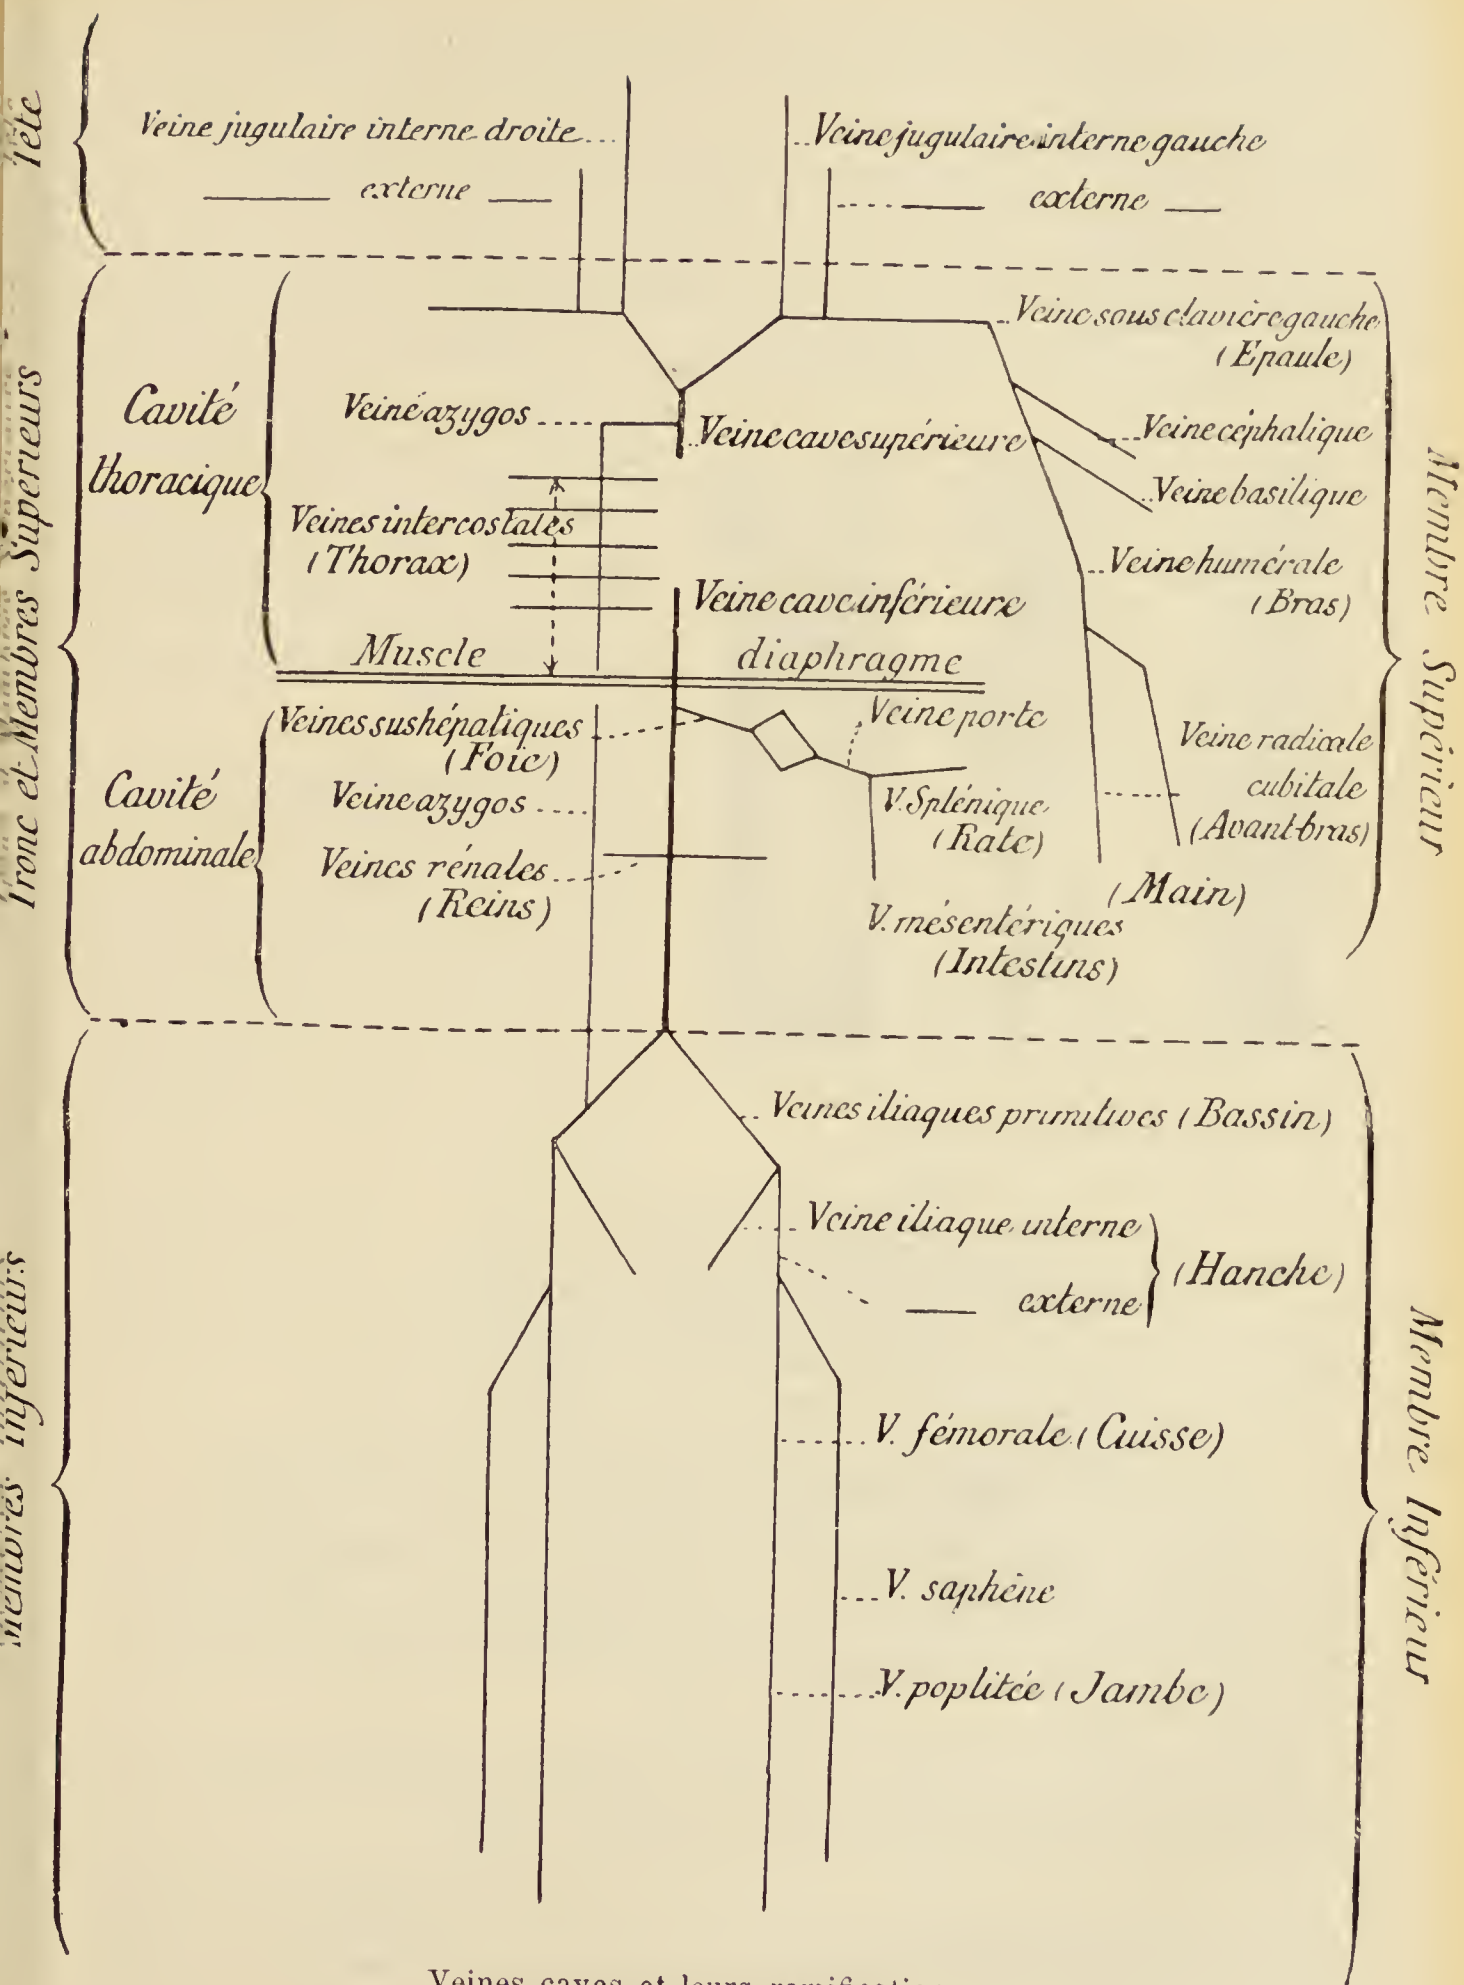 Tête
Veine jugulaire interne droite
Veine jugulaire interne gauche
externe
externe
Tronc et Membres Superieurs
Cavité
thoracique
Veine sous clavière gauche
(Epaule)
Veine azygos
Veine cave supérieure
Veine céphalique
Veine basilique
Veines intercostales
(Thorax)
Veine humérale
(Bras)
Veine cave inférieure
Muscle diaphragme
Membre Supérieur
Cavité
abdominale
Veines sushépatiques
(Foie)
Veine porte
Veine azygos
V. Splénique
(Rate)
Veine radicale
cubitale
(Avant-bras)
Veines rénales
(Reins)
(Main)
V. mésentériques
(Intestins)
Membres Inférieurs
Veines iliaques primitives (Bassin)
Veine iliaque interne
externe
(Hanche)
V. fémorale (Cuisse)
V. saphène
V. poplitée (Jambe)
Membre Inférieur
Veines caves et leurs